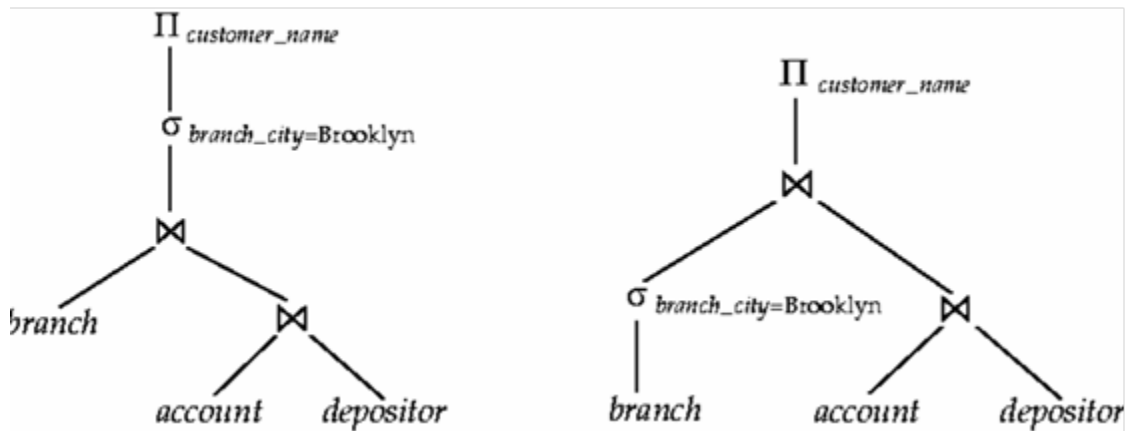 Π customer_name
σ branch_city=Brooklyn
⋈
branch
⋈
account depositor
Π customer_name
⋈
σ branch_city=Brooklyn
⋈
branch account depositor